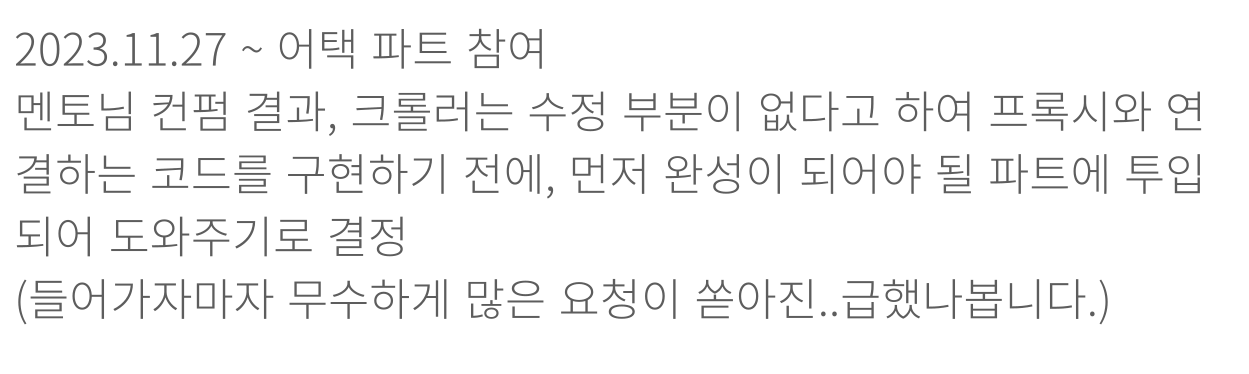 2023.11.27 ~ 어택 파트 참여
멘토님 컨펌 결과, 크롤러는 수정 부분이 없다고 하여 프록시와 연
결하는 코드를 구현하기 전에, 먼저 완성이 되어야 될 파트에 투입
되어 도와주기로 결정
(들어가자마자 무수하게 많은 요청이 쏟아진..급했나봅니다.)